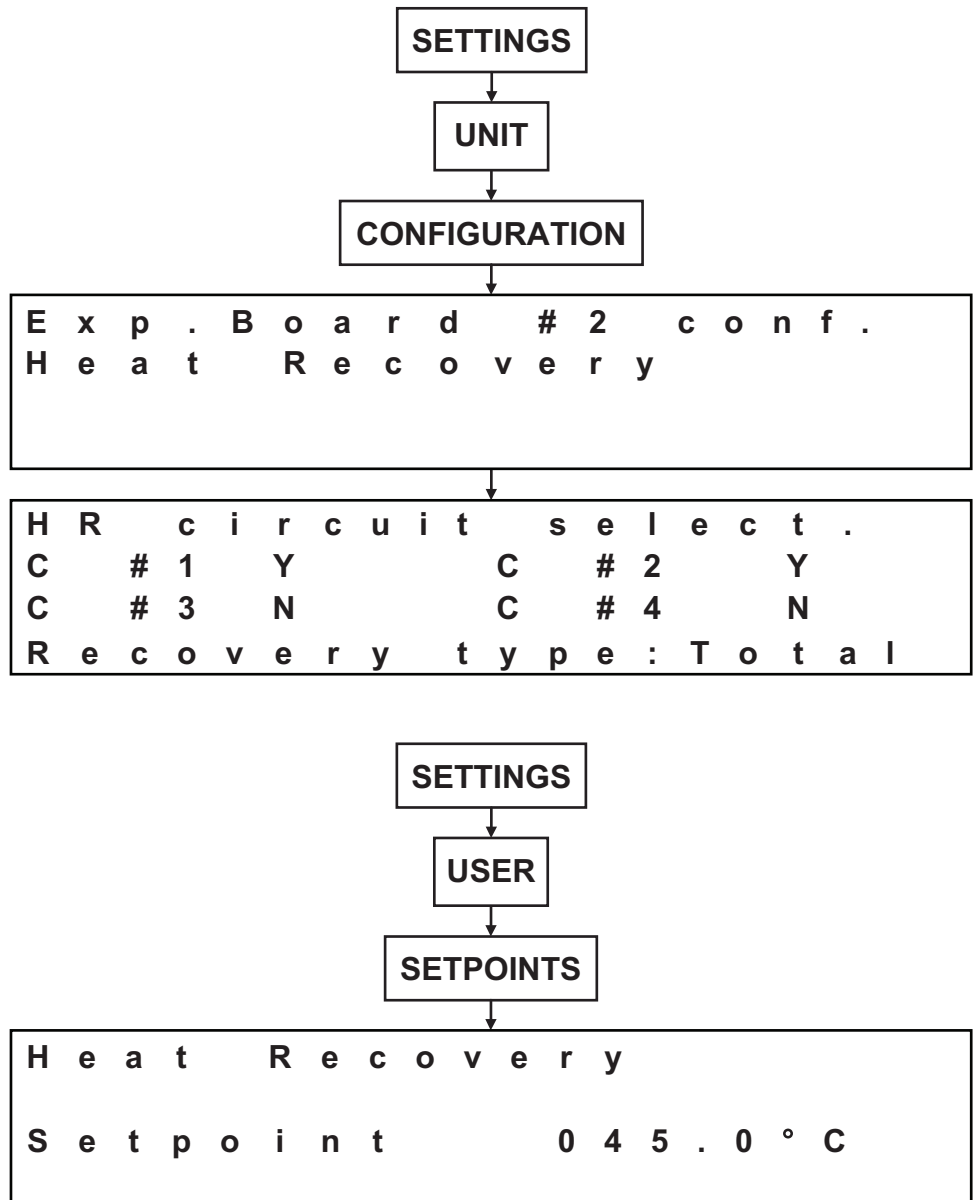 SETTINGS
UNIT
CONFIGURATION
Exp.Board #2 conf.
Heat Recovery
HR circuit select.
C #1 Y C #2 Y
C #3 N C #4 N
Recovery type:Total
SETTINGS
USER
SETPOINTS
Heat Recovery
Setpoint 045.0°C